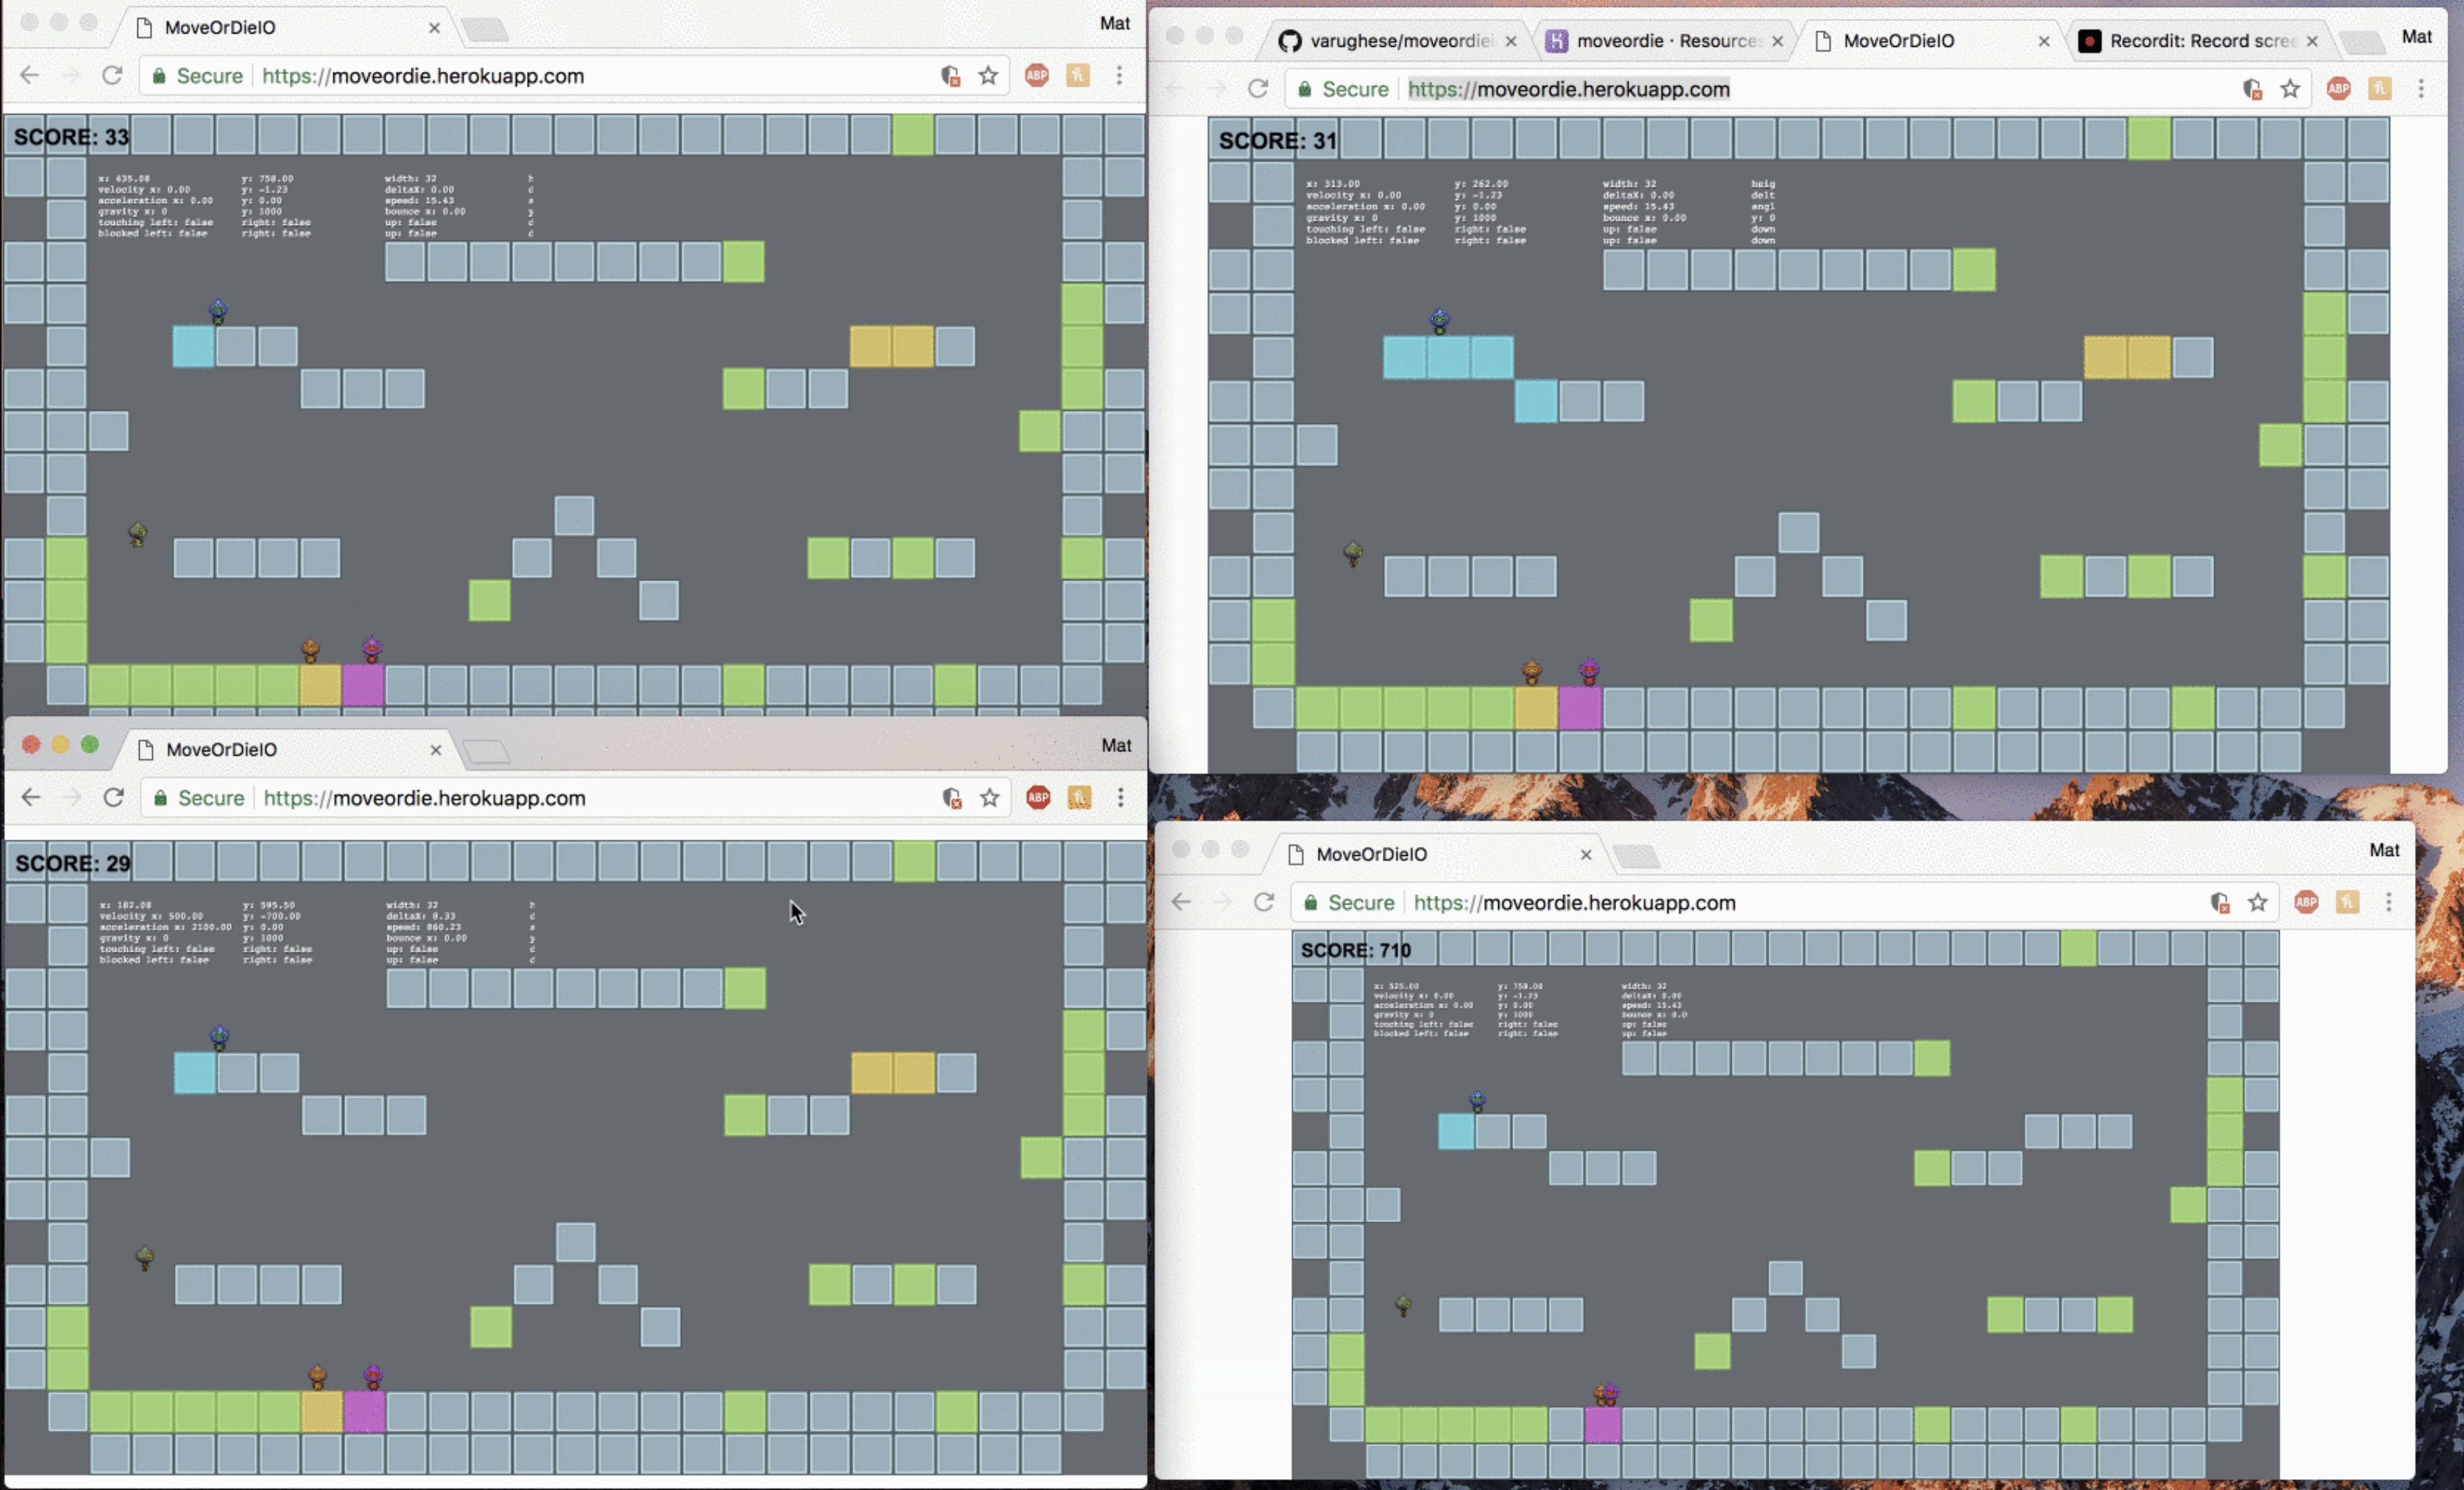 MoveOrDieIO
Mat
Secure https://moveordie.herokuapp.com
ABP
SCORE: 33
x: 435.08 y: 758.00 width: 32 h
velocity x: 0.00 y: -1.23 deltaX: 0.00 d
acceleration x: 0.00 y: 0.00 speed: 15.43
gravity x: 0 y: 1000 bounce x: 0.00 y
touching left: false right: false up: false d
blocked left: false right: false up: false d
varughese/moveordiei
moveordie · Resources
MoveOrDieIO
Recordit: Record scree
Mat
Secure https://moveordie.herokuapp.com
ABP
SCORE: 31
x: 313.00 y: 262.00 width: 32 heig
velocity x: 0.00 y: -1.23 deltaX: 0.00 delt
acceleration x: 0.00 y: 0.00 speed: 15.43 angl
gravity x: 0 y: 1000 bounce x: 0.00 y: 0
touching left: false right: false up: false down
blocked left: false right: false up: false down
MoveOrDieIO
Mat
Secure https://moveordie.herokuapp.com
ABP
SCORE: 29
x: 182.08 y: 595.50 width: 32 h
velocity x: 500.00 y: -700.00 deltaX: 8.33 d
acceleration x: 2100.00 y: 0.00 speed: 860.23
gravity x: 0 y: 1000 bounce x: 0.00 y
touching left: false right: false up: false d
blocked left: false right: false up: false d
MoveOrDieIO
Mat
Secure https://moveordie.herokuapp.com
ABP
SCORE: 710
x: 525.00 y: 758.00 width: 32
velocity x: 0.00 y: -1.23 deltaX: 0.00
acceleration x: 0.00 y: 0.00 speed: 15.43
gravity x: 0 y: 1000 bounce x: 0.0
touching left: false right: false up: false
blocked left: false right: false up: false